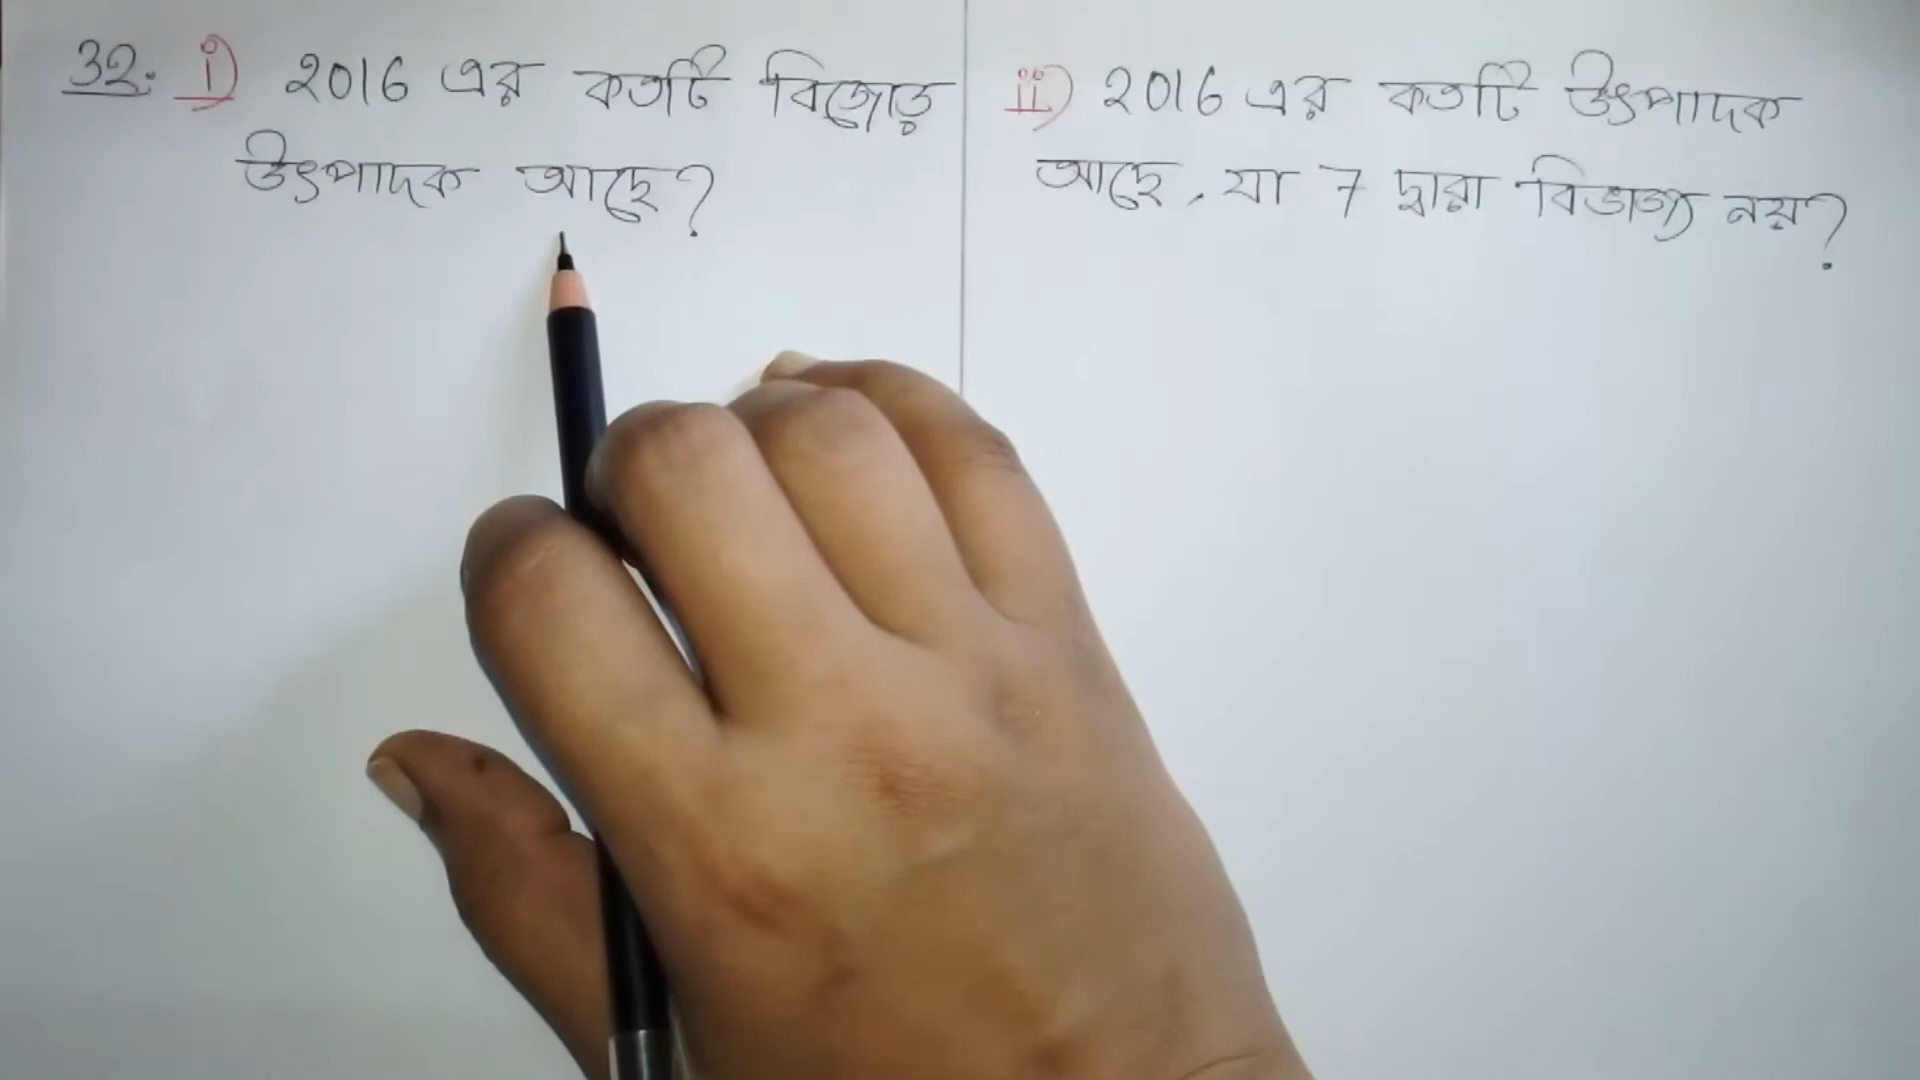 32. i) 2016 এর কতটি বিজোড়
উৎপাদক আছে?
ii) 2016 এর কতটি উৎপাদক
আছে, যা 7 দ্বারা বিভাজ্য নয়?